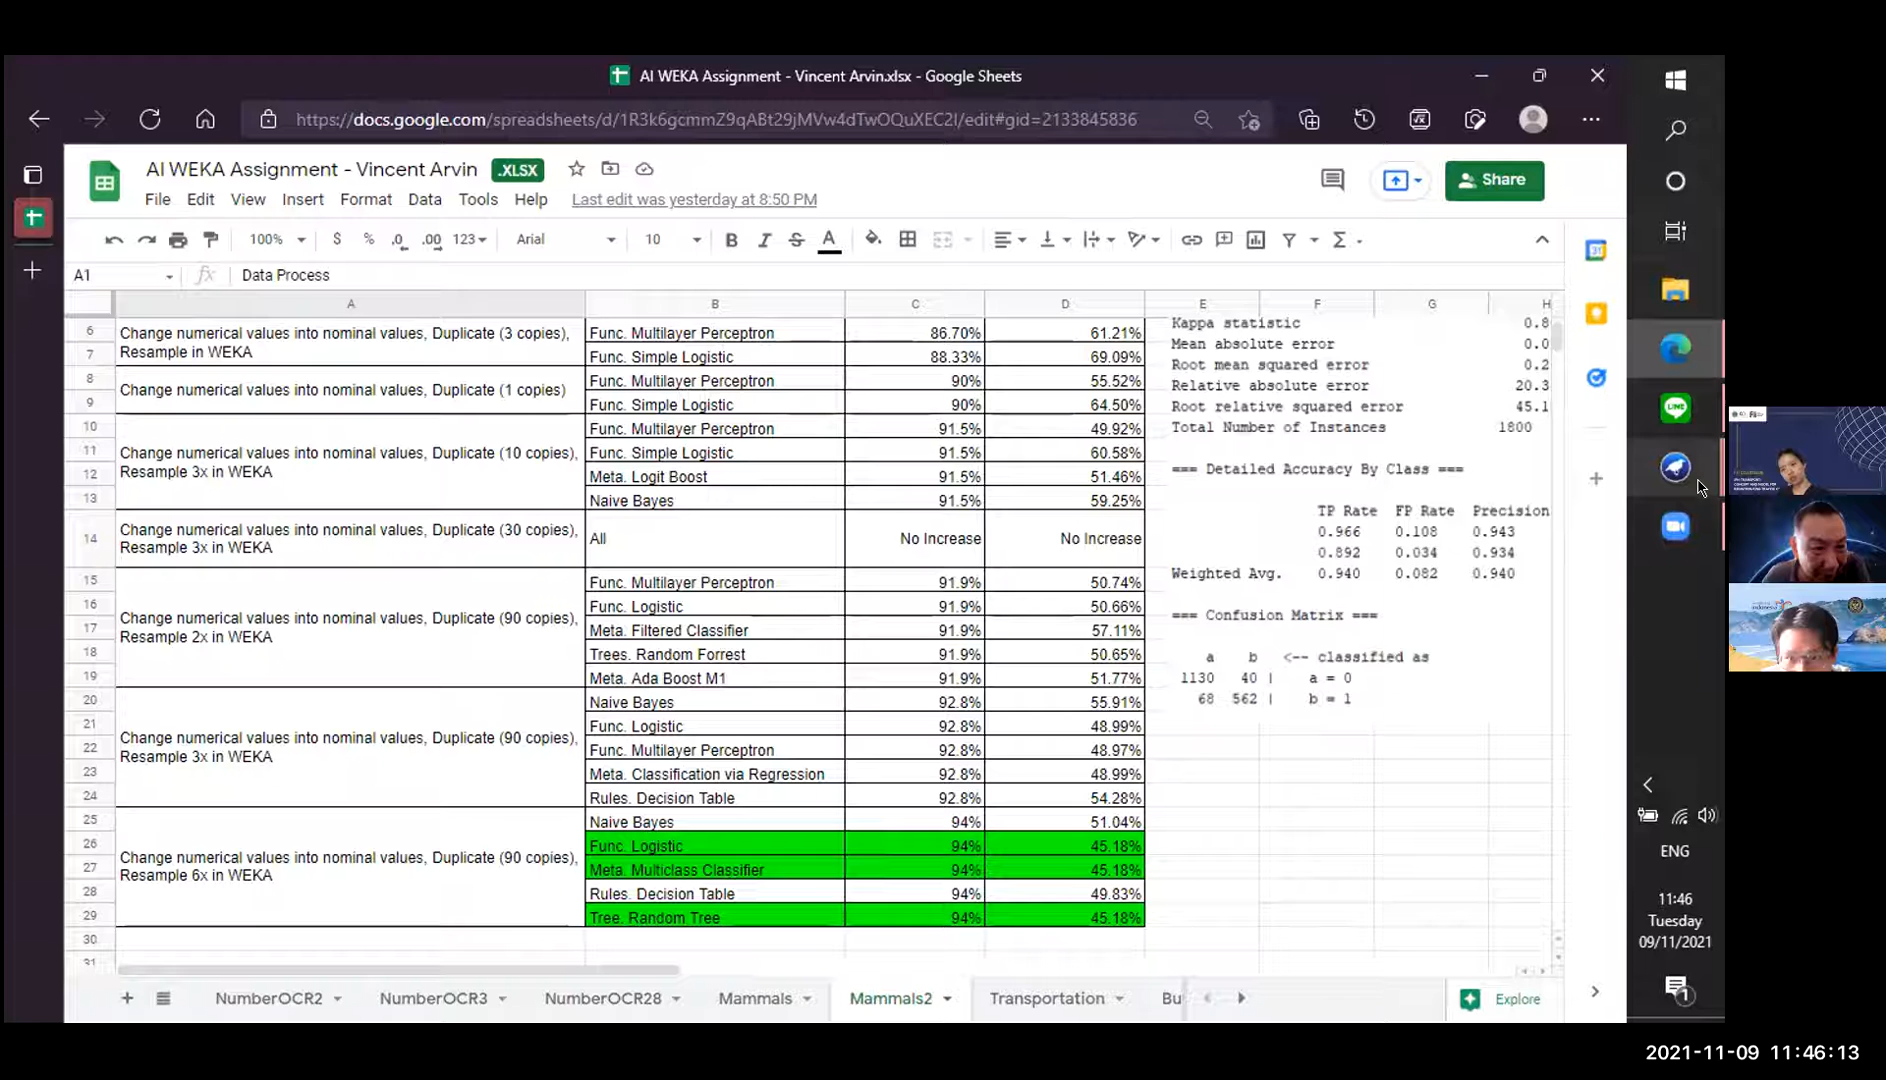 AI WEKA Assignment - Vincent Arvin.xlsx - Google Sheets
https://docs.google.com/spreadsheets/d/1R3k6gcmmZ9qABt29jMVw4dTwOQuXEC2I/edit#gid=2133845836
AI WEKA Assignment - Vincent Arvin .XLSX
Share
File Edit View Insert Format Data Tools Help Last edit was yesterday at 8:50 PM
100% $ % .0 .00 123 Arial 10 B I S A Σ
A1 fx Data Process
A B C D E F G H
6 Change numerical values into nominal values, Duplicate (3 copies), Func. Multilayer Perceptron 86.70% 61.21%
7 Resample in WEKA Func. Simple Logistic 88.33% 69.09%
8 Change numerical values into nominal values, Duplicate (1 copies) Func. Multilayer Perceptron 90% 55.52%
9 Func. Simple Logistic 90% 64.50%
10 Func. Multilayer Perceptron 91.5% 49.92%
11 Change numerical values into nominal values, Duplicate (10 copies), Func. Simple Logistic 91.5% 60.58%
12 Resample 3x in WEKA Meta. Logit Boost 91.5% 51.46%
13 Naive Bayes 91.5% 59.25%
14 Change numerical values into nominal values, Duplicate (30 copies), All No Increase No Increase
Resample 3x in WEKA
15 Func. Multilayer Perceptron 91.9% 50.74%
16 Change numerical values into nominal values, Duplicate (90 copies), Func. Logistic 91.9% 50.66%
17 Resample 2x in WEKA Meta. Filtered Classifier 91.9% 57.11%
18 Trees. Random Forrest 91.9% 50.65%
19 Meta. Ada Boost M1 91.9% 51.77%
20 Naive Bayes 92.8% 55.91%
21 Change numerical values into nominal values, Duplicate (90 copies), Func. Logistic 92.8% 48.99%
22 Resample 3x in WEKA Func. Multilayer Perceptron 92.8% 48.97%
23 Meta. Classification via Regression 92.8% 48.99%
24 Rules. Decision Table 92.8% 54.28%
25 Naive Bayes 94% 51.04%
26 Change numerical values into nominal values, Duplicate (90 copies), Func. Logistic 94% 45.18%
27 Resample 6x in WEKA Meta. Multiclass Classifier 94% 45.18%
28 Rules. Decision Table 94% 49.83%
29 Tree. Random Tree 94% 45.18%
30
31
Kappa statistic 0.8
Mean absolute error 0.0
Root mean squared error 0.2
Relative absolute error 20.3
Root relative squared error 45.1
Total Number of Instances 1800
=== Detailed Accuracy By Class ===
TP Rate FP Rate Precision
0.966 0.108 0.943
0.892 0.034 0.934
Weighted Avg. 0.940 0.082 0.940
=== Confusion Matrix ===
a b <-- classified as
1130 40 | a = 0
68 562 | b = 1
NumberOCR2 NumberOCR3 NumberOCR28 Mammals Mammals2 Transportation Bu Explore
LINE
ENG
11:46
Tuesday
09/11/2021
1
2021-11-09 11:46:13